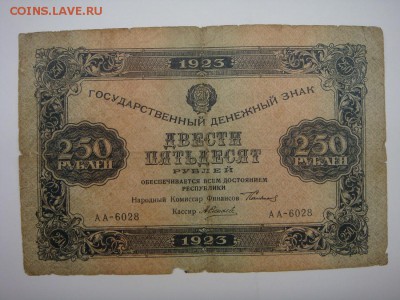 COINS.LAVE.RU
1923
ГОСУДАРСТВЕННЫЙ ДЕНЕЖНЫЙ ЗНАК
250 РУБЛЕЙ
ДВЕСТИ
ПЯТЬДЕСЯТ
РУБЛЕЙ
250 РУБЛЕЙ
ОБЕСПЕЧИВАЕТСЯ ВСЕМ ДОСТОЯНИЕМ
РЕСПУБЛИКИ
Народный Комиссар Финансов
Кассир
АА-6028
АА-6028
1923